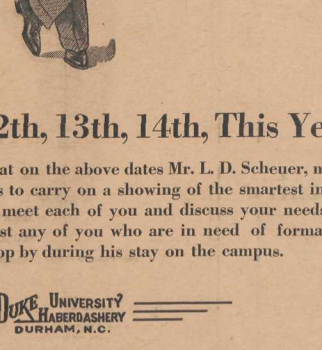 2th, 13th, 14th, This Ye
at on the above dates Mr. L. D. Scheuer, n
s to carry on a showing of the smartest in
meet each of you and discuss your needs
st any of you who are in need of forma
op by during his stay on the campus.
DUKE UNIVERSITY
HABERDASHERY
DURHAM, N.C.